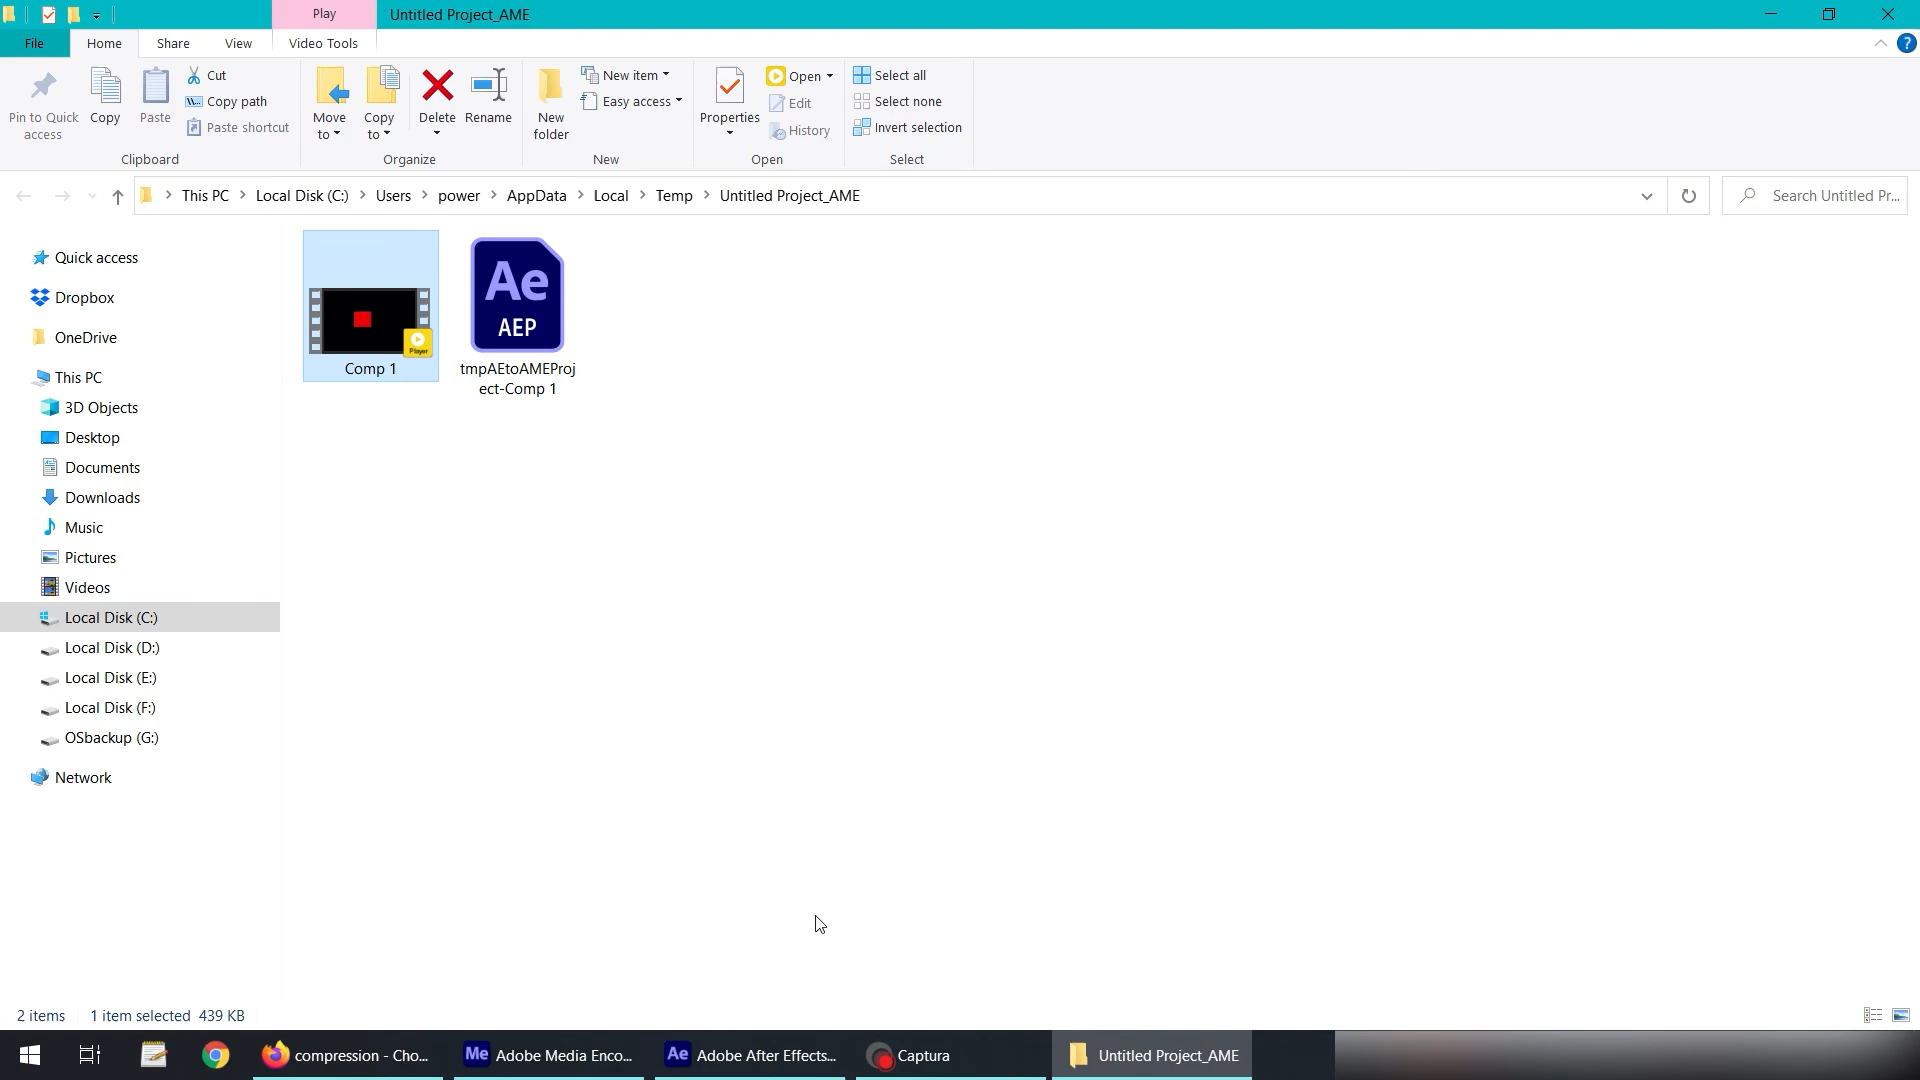 Play
Untitled Project_AME
File
Home
Share
View
Video Tools
?
Pin to Quick
access
Copy
Paste
Cut
Copy path
Paste shortcut
Clipboard
Move
to
Copy
to
Delete
Rename
Organize
New
folder
New item
Easy access
New
Properties
Open
Edit
History
Open
Select all
Select none
Invert selection
Select
This PC
Local Disk (C:)
Users
power
AppData
Local
Temp
Untitled Project_AME
Search Untitled Pr...
Quick access
Dropbox
OneDrive
This PC
3D Objects
Desktop
Documents
Downloads
Music
Pictures
Videos
Local Disk (C:)
Local Disk (D:)
Local Disk (E:)
Local Disk (F:)
OSbackup (G:)
Network
Player
Comp 1
Ae
AEP
tmpAEtoAMEProj
ect-Comp 1
2 items
1 item selected 439 KB
compression - Cho...
Me
Adobe Media Enco...
Ae
Adobe After Effects...
Captura
Untitled Project_AME